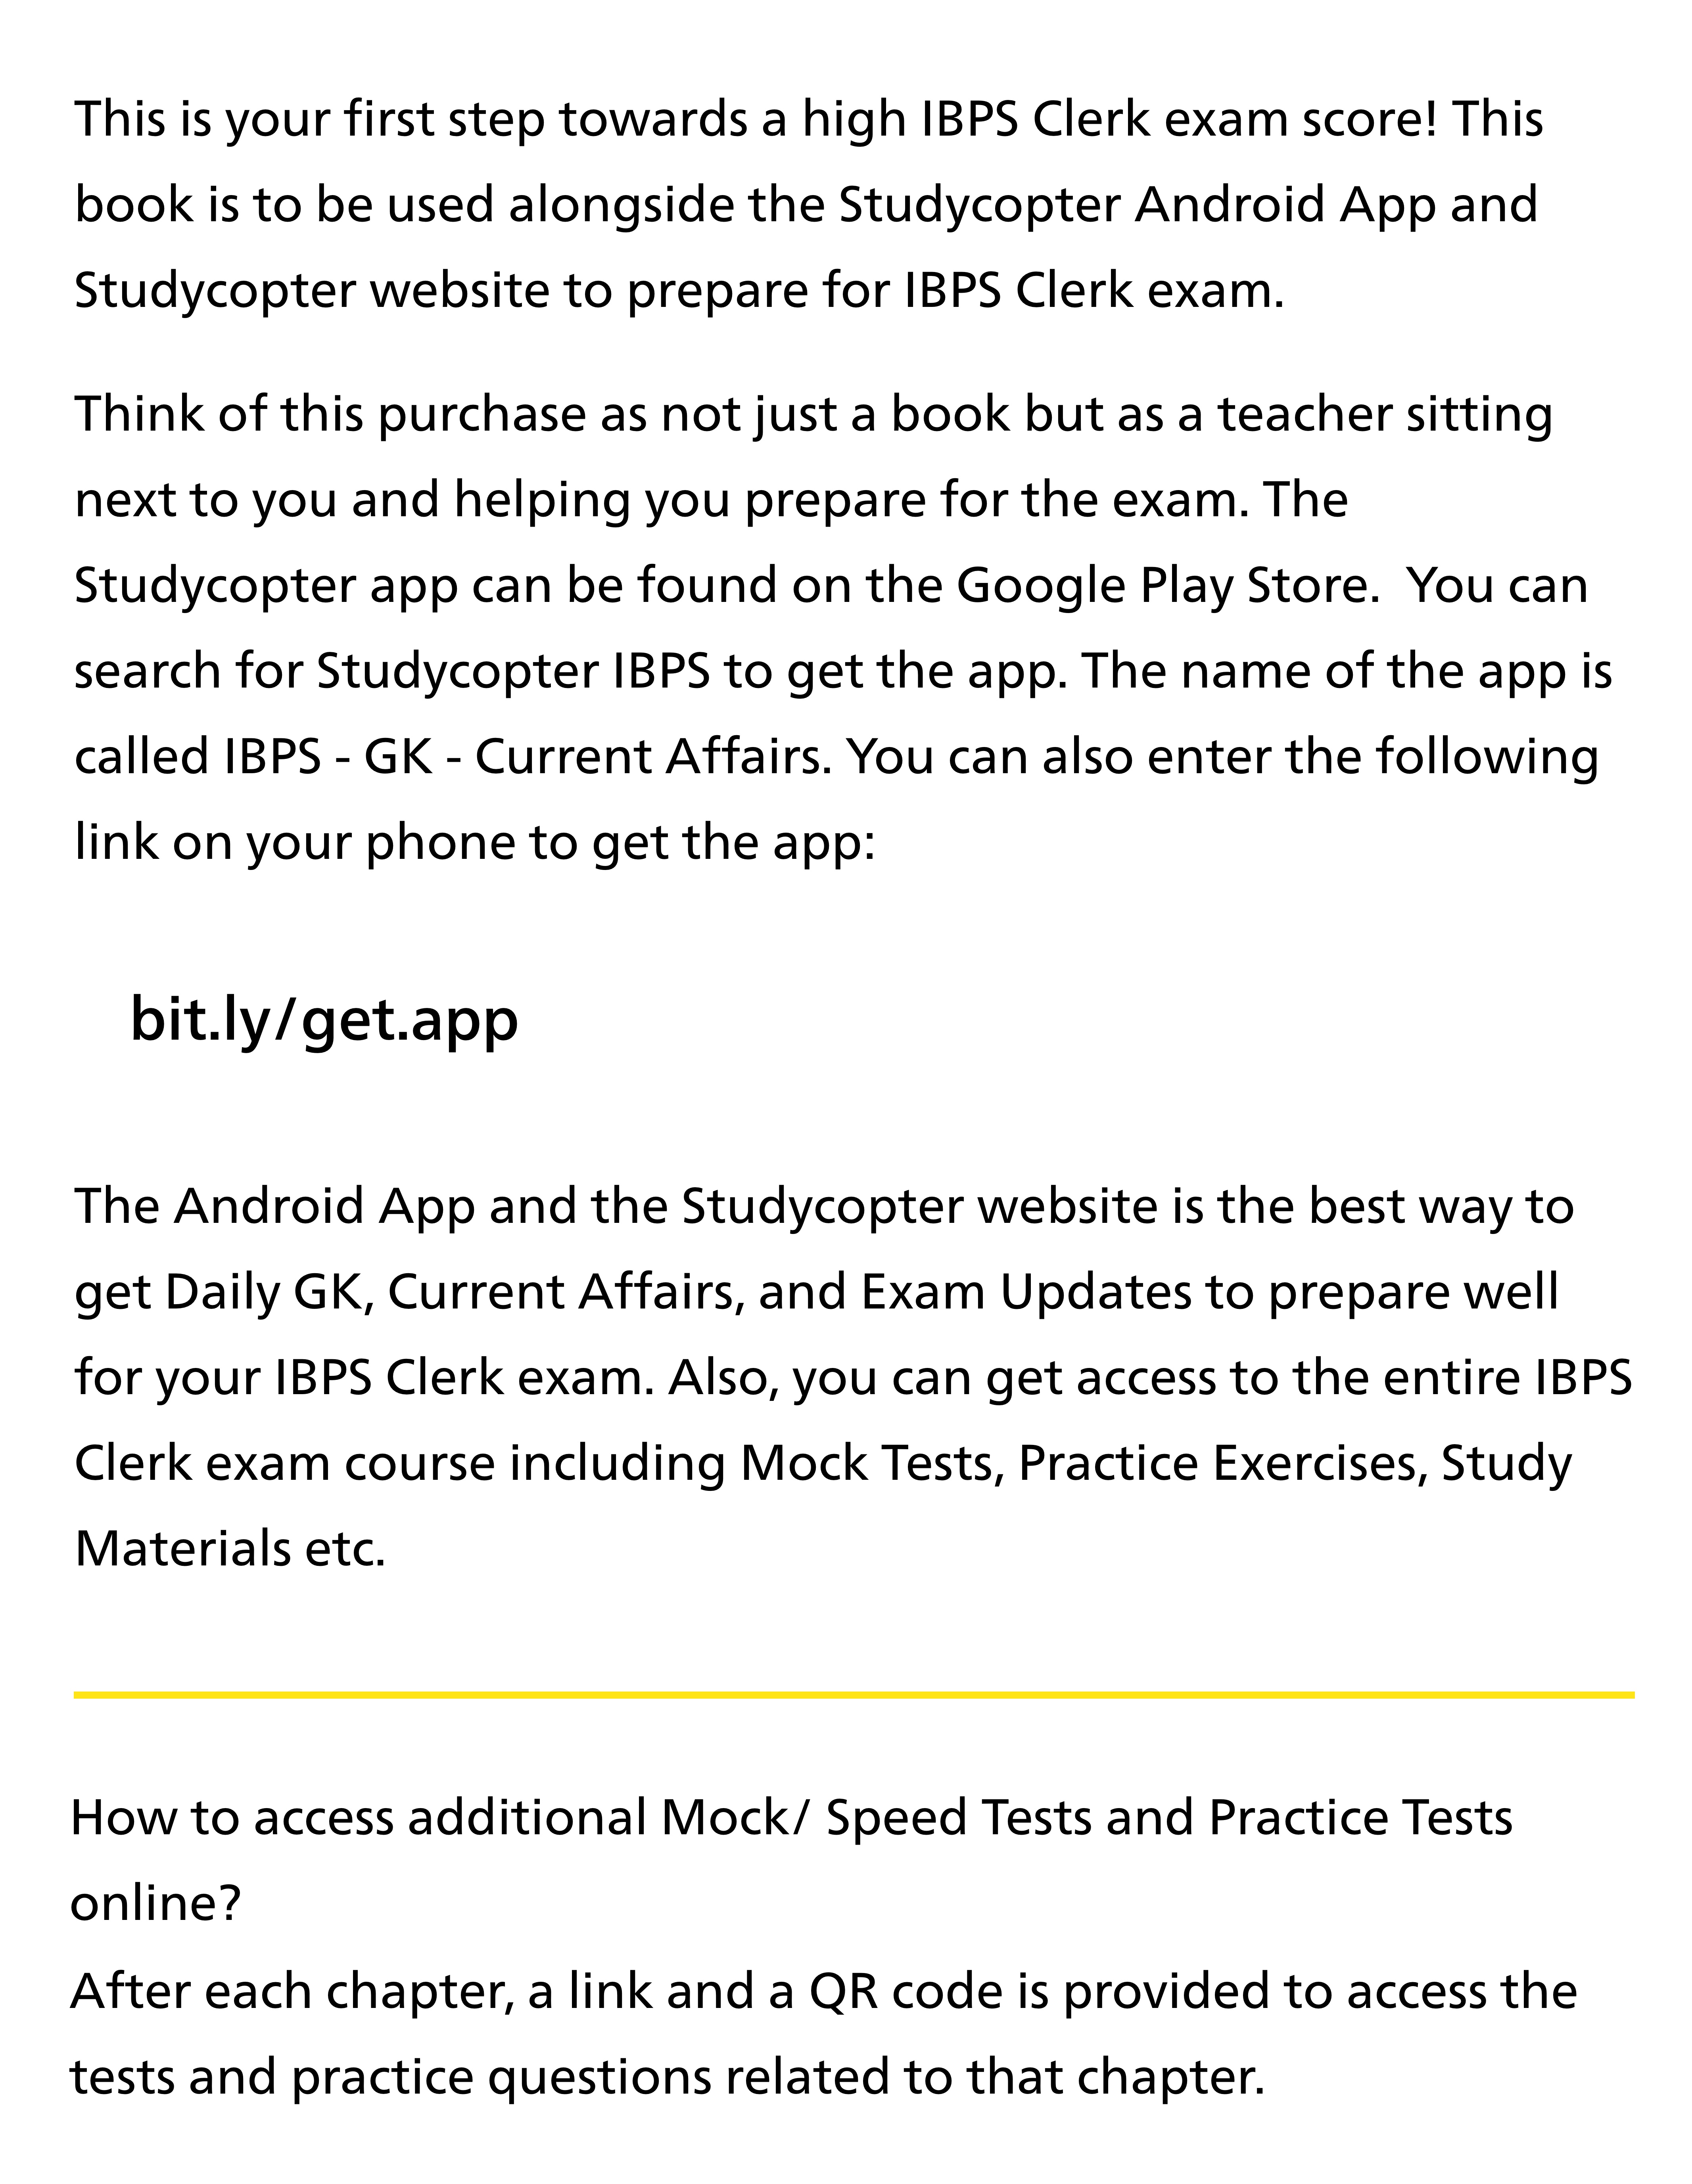 This is your first step towards a high IBPS Clerk exam score! This
book is to be used alongside the Studycopter Android App and
Studycopter website to prepare for IBPS Clerk exam.
Think of this purchase as not just a book but as a teacher sitting
next to you and helping you prepare for the exam. The
Studycopter app can be found on the Google Play Store.  You can
search for Studycopter IBPS to get the app. The name of the app is
called IBPS - GK - Current Affairs. You can also enter the following
link on your phone to get the app:
bit.ly/get.app
The Android App and the Studycopter website is the best way to
get Daily GK, Current Affairs, and Exam Updates to prepare well
for your IBPS Clerk exam. Also, you can get access to the entire IBPS
Clerk exam course including Mock Tests, Practice Exercises, Study
Materials etc.
How to access additional Mock/ Speed Tests and Practice Tests
online?
After each chapter, a link and a QR code is provided to access the
tests and practice questions related to that chapter.